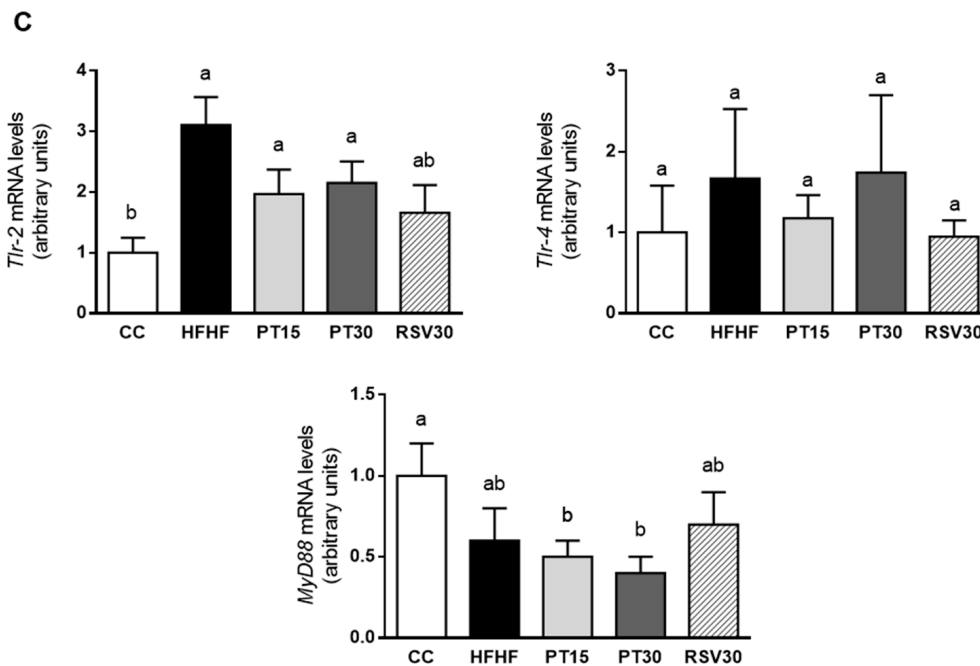 C
Tlr-2 mRNA levels
(arbitrary units)
4
3
2
1
0
b
a
a
a
ab
CC HFHF PT15 PT30 RSV30
Tlr-4 mRNA levels
(arbitrary units)
3
2
1
0
a
a
a
a
a
CC HFHF PT15 PT30 RSV30
MyD88 mRNA levels
(arbitrary units)
1.5
1.0
0.5
0.0
a
ab
b
b
ab
CC HFHF PT15 PT30 RSV30